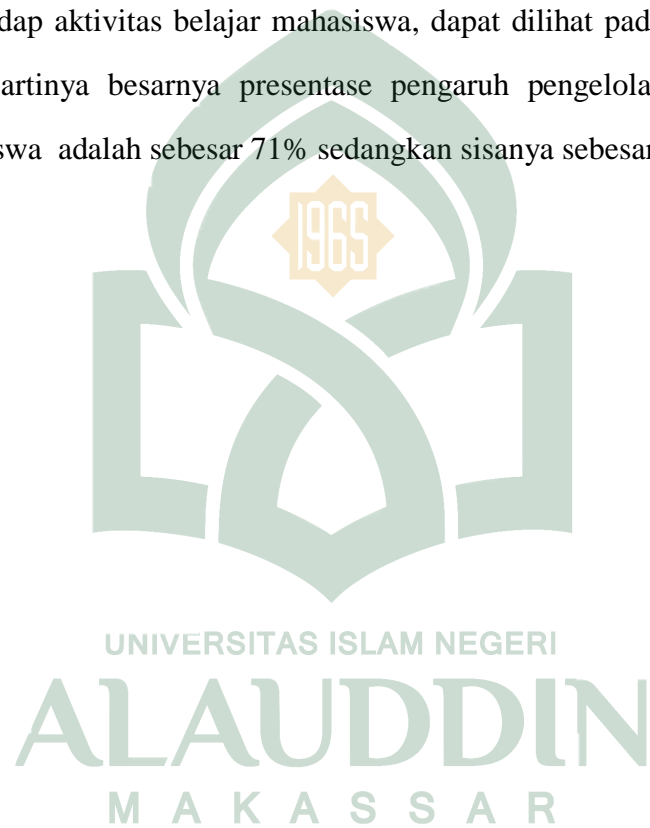 dap aktivitas belajar mahasiswa, dapat dilihat pad
artinya besarnya presentase pengaruh pengelola
swa adalah sebesar 71% sedangkan sisanya sebesar
1965
UNIVERSITAS ISLAM NEGERI
ALAUDDIN
MAKASSAR